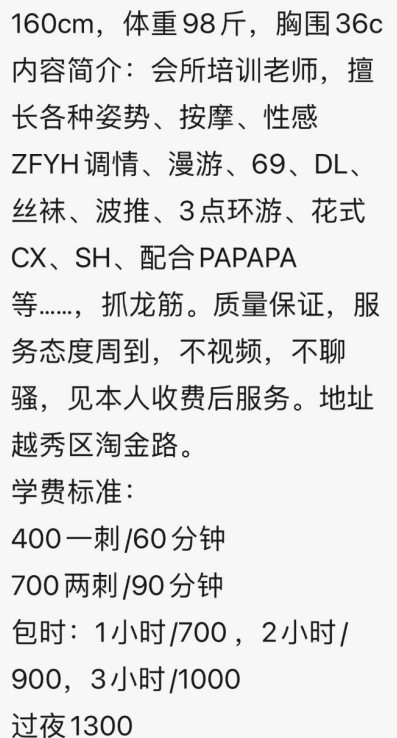 160cm，体重98斤，胸围36c
内容简介：会所培训老师，擅
长各种姿势、按摩、性感
ZFYH调情、漫游、69、DL、
丝袜、波推、3点环游、花式
CX、SH、配合PAPAPA
等……，抓龙筋。质量保证，服
务态度周到，不视频，不聊
骚，见本人收费后服务。地址
越秀区淘金路。
学费标准：
400一刺/60分钟
700两刺/90分钟
包时：1小时/700 ，2小时/
900，3小时/1000
过夜1300